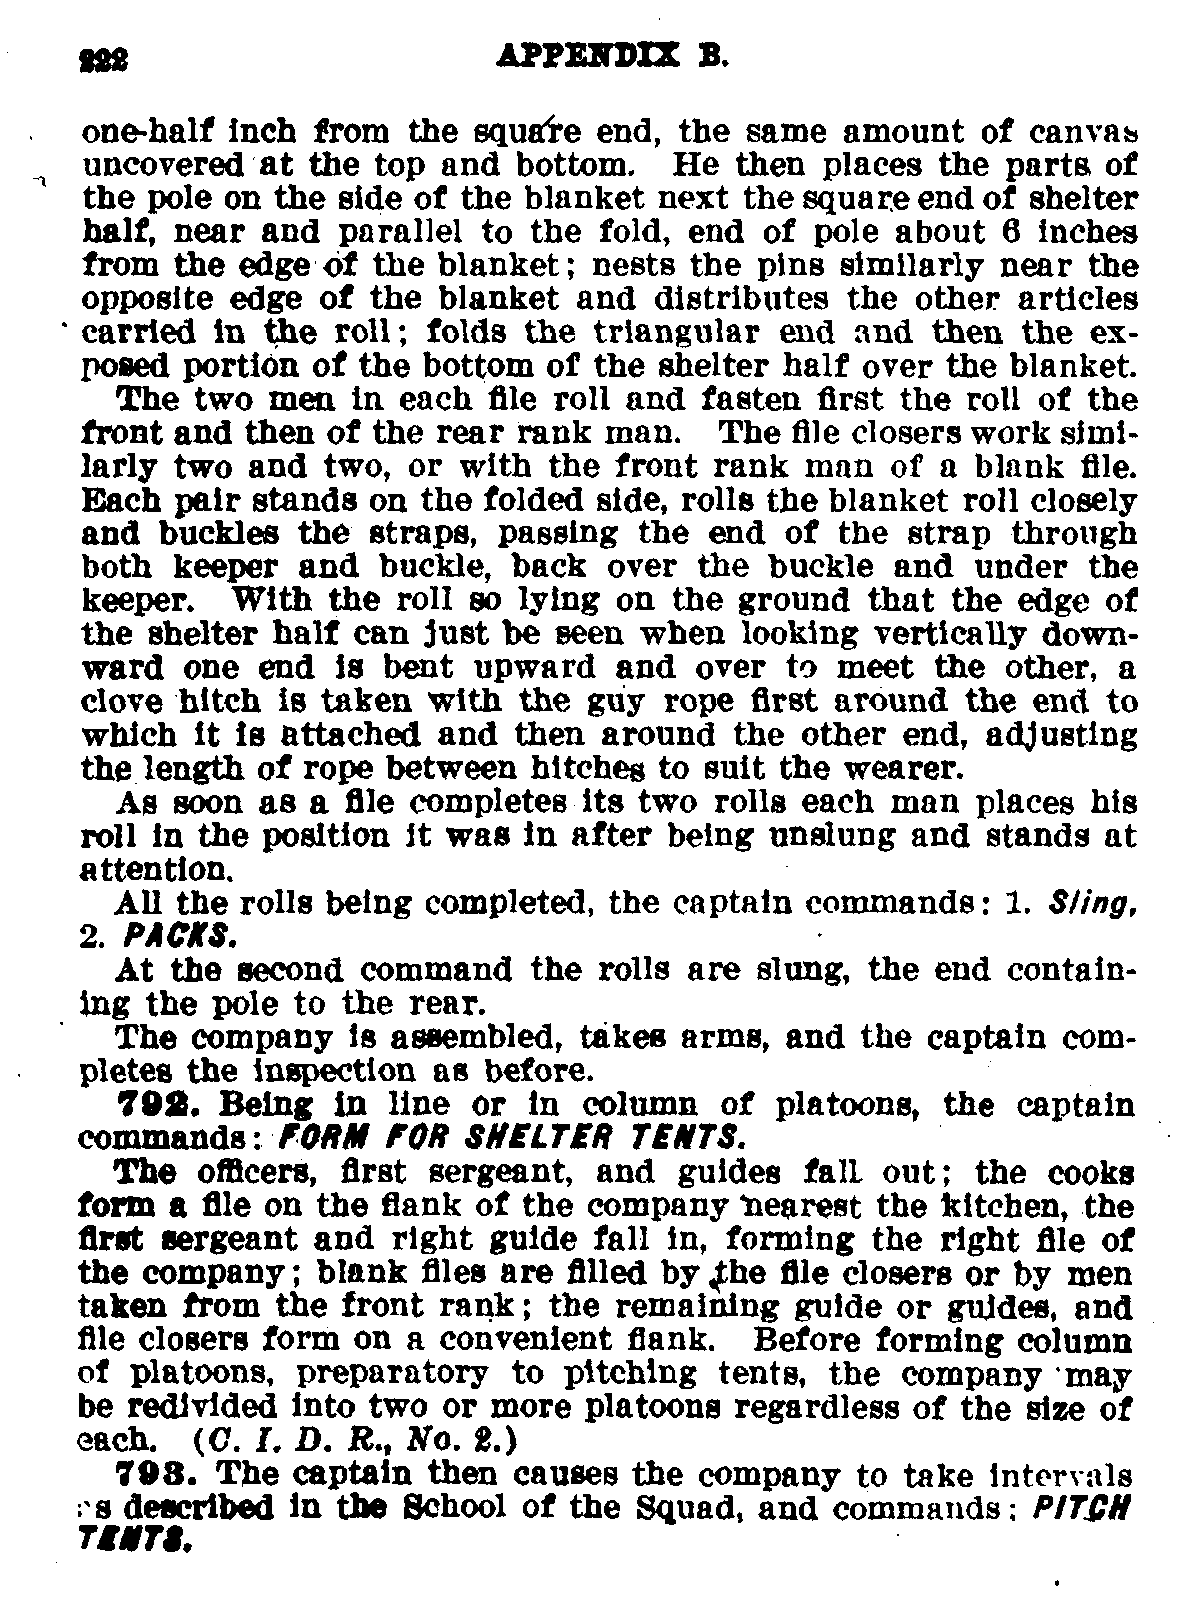 222 APPENDIX B.
one-half inch from the square end, the same amount of canvas
uncovered at the top and bottom. He then places the parts of
the pole on the side of the blanket next the square end of shelter
half, near and parallel to the fold, end of pole about 6 inches
from the edge of the blanket; nests the pins similarly near the
opposite edge of the blanket and distributes the other articles
carried in the roll; folds the triangular end and then the ex-
posed portion of the bottom of the shelter half over the blanket.
The two men in each file roll and fasten first the roll of the
front and then of the rear rank man. The file closers work simi-
larly two and two, or with the front rank man of a blank file.
Each pair stands on the folded side, rolls the blanket roll closely
and buckles the straps, passing the end of the strap through
both keeper and buckle, back over the buckle and under the
keeper. With the roll so lying on the ground that the edge of
the shelter half can just be seen when looking vertically down-
ward one end is bent upward and over to meet the other, a
clove hitch is taken with the guy rope first around the end to
which it is attached and then around the other end, adjusting
the length of rope between hitches to suit the wearer.
As soon as a file completes its two rolls each man places his
roll in the position it was in after being unslung and stands at
attention.
All the rolls being completed, the captain commands: 1. Sling,
2. PACKS.
At the second command the rolls are slung, the end contain-
ing the pole to the rear.
The company is assembled, takes arms, and the captain com-
pletes the inspection as before.
792. Being in line or in column of platoons, the captain
commands: FORM FOR SHELTER TENTS.
The officers, first sergeant, and guides fall out; the cooks
form a file on the flank of the company nearest the kitchen, the
first sergeant and right guide fall in, forming the right file of
the company; blank files are filled by the file closers or by men
taken from the front rank; the remaining guide or guides, and
file closers form on a convenient flank. Before forming column
of platoons, preparatory to pitching tents, the company may
be redivided into two or more platoons regardless of the size of
each. (C. I. D. R., No. 2.)
793. The captain then causes the company to take intervals
as described in the School of the Squad, and commands: PITCH
TENTS.